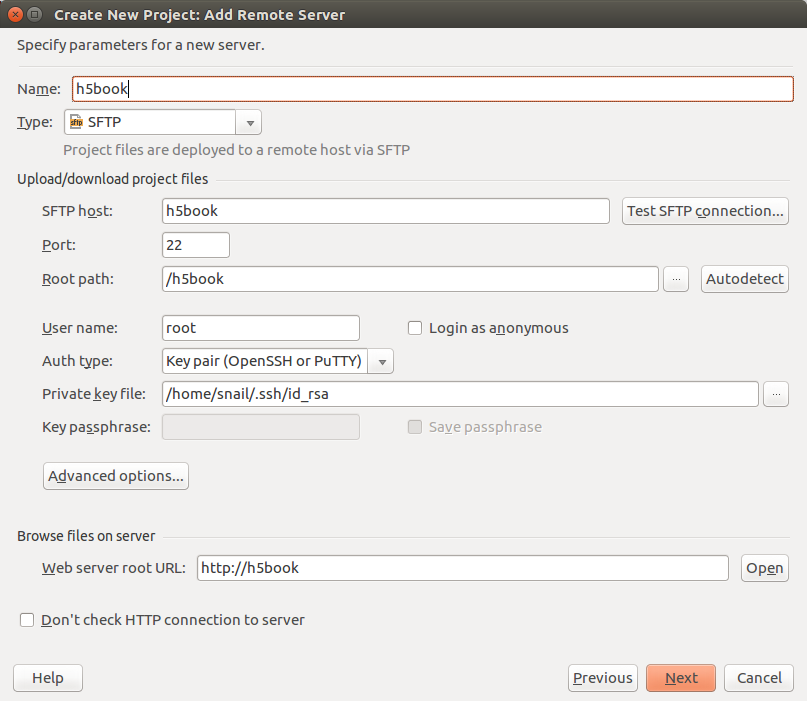 Create New Project: Add Remote Server
Specify parameters for a new server.
Name: h5book
Type: sftp SFTP
Project files are deployed to a remote host via SFTP
Upload/download project files
SFTP host: h5book Test SFTP connection...
Port: 22
Root path: /h5book ... Autodetect
User name: root Login as anonymous
Auth type: Key pair (OpenSSH or PuTTY)
Private key file: /home/snail/.ssh/id_rsa ...
Key passphrase: Save passphrase
Advanced options...
Browse files on server
Web server root URL: http://h5book Open
Don't check HTTP connection to server
Help Previous Next Cancel